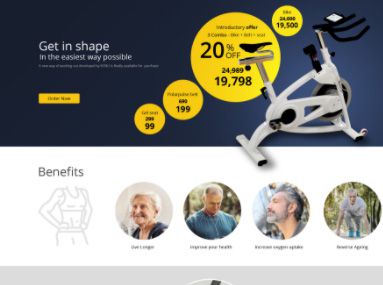 Get in shape
In the easiest way possible
Order Now
Introductory offer
3 Combo - Bike + Belt + seat
20% OFF
24,989
19,798
Bike
24,000
19,500
Polarpulse belt
690
199
Gel seat
299
99
Benefits
Live Longer
Improve your health
Increase oxygen uptake
Reverse Ageing